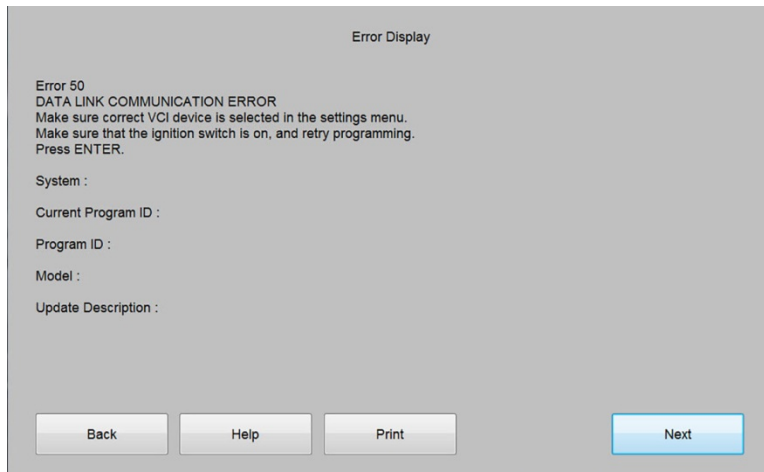 Error Display
Error 50
DATA LINK COMMUNICATION ERROR
Make sure correct VCI device is selected in the settings menu.
Make sure that the ignition switch is on, and retry programming.
Press ENTER.
System :
Current Program ID :
Program ID :
Model :
Update Description :
Back Help Print Next